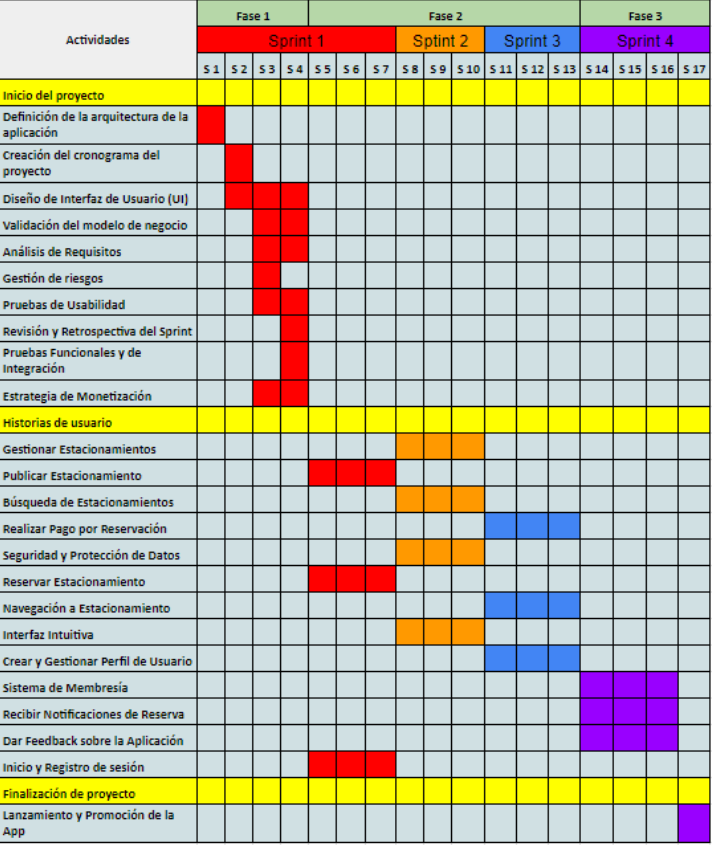 Fase 1 Fase 2 Fase 3
Actividades
Sprint 1 Sptint 2 Sprint 3 Sprint 4
S 1 S 2 S 3 S 4 S 5 S 6 S 7 S 8 S 9 S 10 S 11 S 12 S 13 S 14 S 15 S 16 S 17
Inicio del proyecto
Definición de la arquitectura de la
aplicación
Creación del cronograma del
proyecto
Diseño de Interfaz de Usuario (UI)
Validación del modelo de negocio
Análisis de Requisitos
Gestión de riesgos
Pruebas de Usabilidad
Revisión y Retrospectiva del Sprint
Pruebas Funcionales y de
Integración
Estrategia de Monetización
Historias de usuario
Gestionar Estacionamientos
Publicar Estacionamiento
Búsqueda de Estacionamientos
Realizar Pago por Reservación
Seguridad y Protección de Datos
Reservar Estacionamiento
Navegación a Estacionamiento
Interfaz Intuitiva
Crear y Gestionar Perfil de Usuario
Sistema de Membresía
Recibir Notificaciones de Reserva
Dar Feedback sobre la Aplicación
Inicio y Registro de sesión
Finalización de proyecto
Lanzamiento y Promoción de la
App